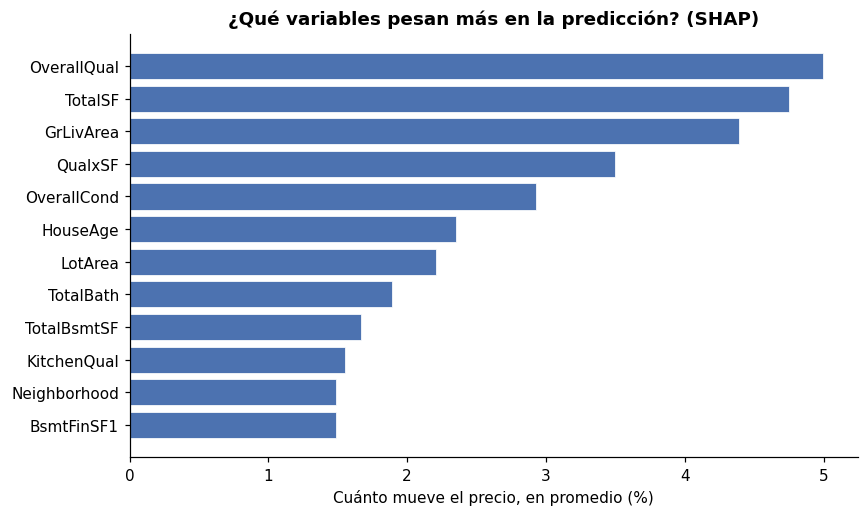 ¿Qué variables pesan más en la predicción? (SHAP)
OverallQual
TotalSF
GrLivArea
QualxSF
OverallCond
HouseAge
LotArea
TotalBath
TotalBsmtSF
KitchenQual
Neighborhood
BsmtFinSF1
0 1 2 3 4 5
Cuánto mueve el precio, en promedio (%)